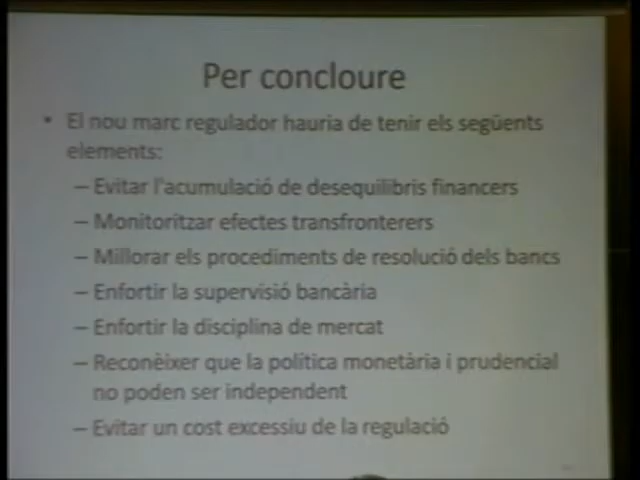 Per concloure
• El nou marc regulador hauria de tenir els següents
elements:
– Evitar l'acumulació de desequilibris financers
– Monitoritzar efectes transfronterers
– Millorar els procediments de resolució dels bancs
– Enfortir la supervisió bancària
– Enfortir la disciplina de mercat
– Reconèixer que la política monetària i prudencial
no poden ser independent
– Evitar un cost excessiu de la regulació